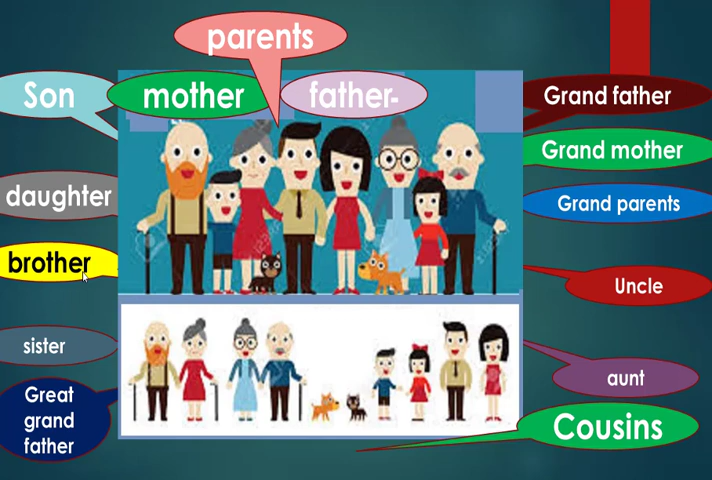 parents
Son
mother
father-
Grand father
Grand mother
daughter
Grand parents
brother
Uncle
sister
aunt
Great
grand
father
Cousins